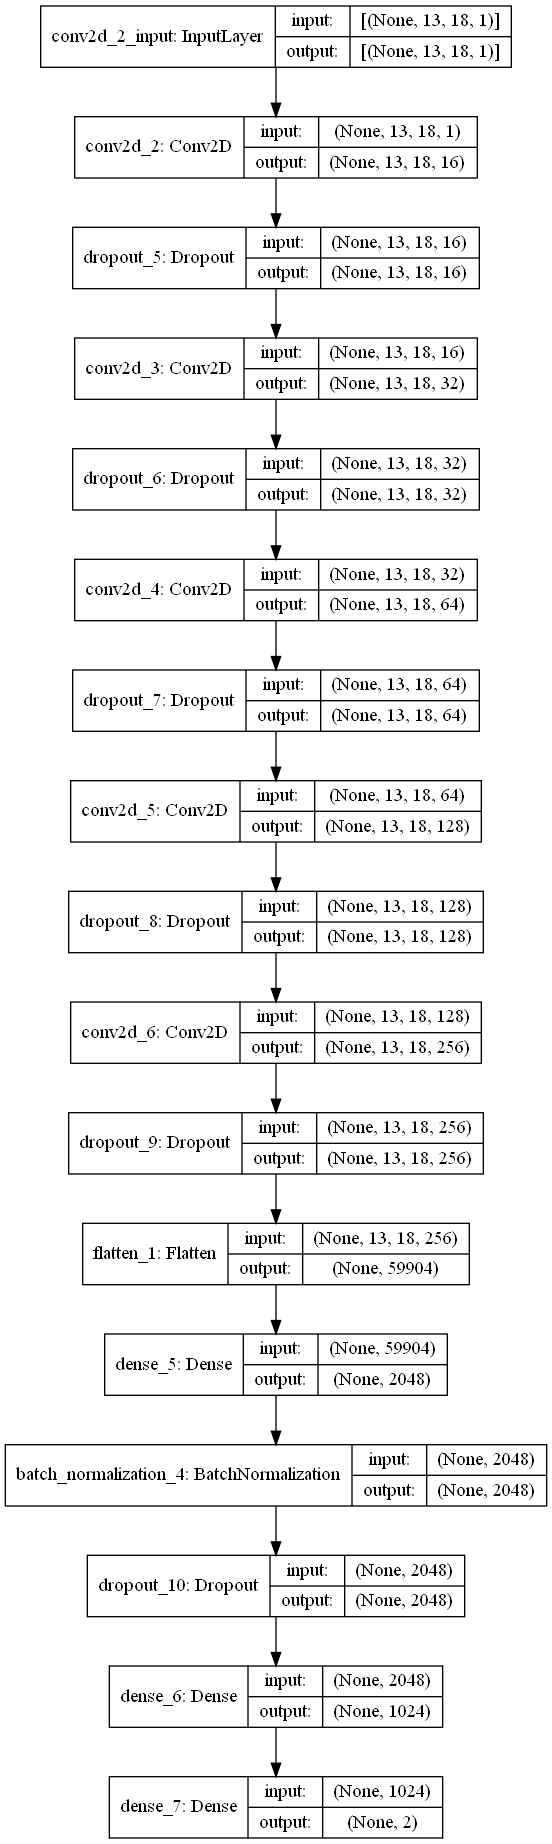 conv2d_2_input: InputLayer
input: [(None, 13, 18, 1)]
output: [(None, 13, 18, 1)]
conv2d_2: Conv2D
input: (None, 13, 18, 1)
output: (None, 13, 18, 16)
dropout_5: Dropout
input: (None, 13, 18, 16)
output: (None, 13, 18, 16)
conv2d_3: Conv2D
input: (None, 13, 18, 16)
output: (None, 13, 18, 32)
dropout_6: Dropout
input: (None, 13, 18, 32)
output: (None, 13, 18, 32)
conv2d_4: Conv2D
input: (None, 13, 18, 32)
output: (None, 13, 18, 64)
dropout_7: Dropout
input: (None, 13, 18, 64)
output: (None, 13, 18, 64)
conv2d_5: Conv2D
input: (None, 13, 18, 64)
output: (None, 13, 18, 128)
dropout_8: Dropout
input: (None, 13, 18, 128)
output: (None, 13, 18, 128)
conv2d_6: Conv2D
input: (None, 13, 18, 128)
output: (None, 13, 18, 256)
dropout_9: Dropout
input: (None, 13, 18, 256)
output: (None, 13, 18, 256)
flatten_1: Flatten
input: (None, 13, 18, 256)
output: (None, 59904)
dense_5: Dense
input: (None, 59904)
output: (None, 2048)
batch_normalization_4: BatchNormalization
input: (None, 2048)
output: (None, 2048)
dropout_10: Dropout
input: (None, 2048)
output: (None, 2048)
dense_6: Dense
input: (None, 2048)
output: (None, 1024)
dense_7: Dense
input: (None, 1024)
output: (None, 2)